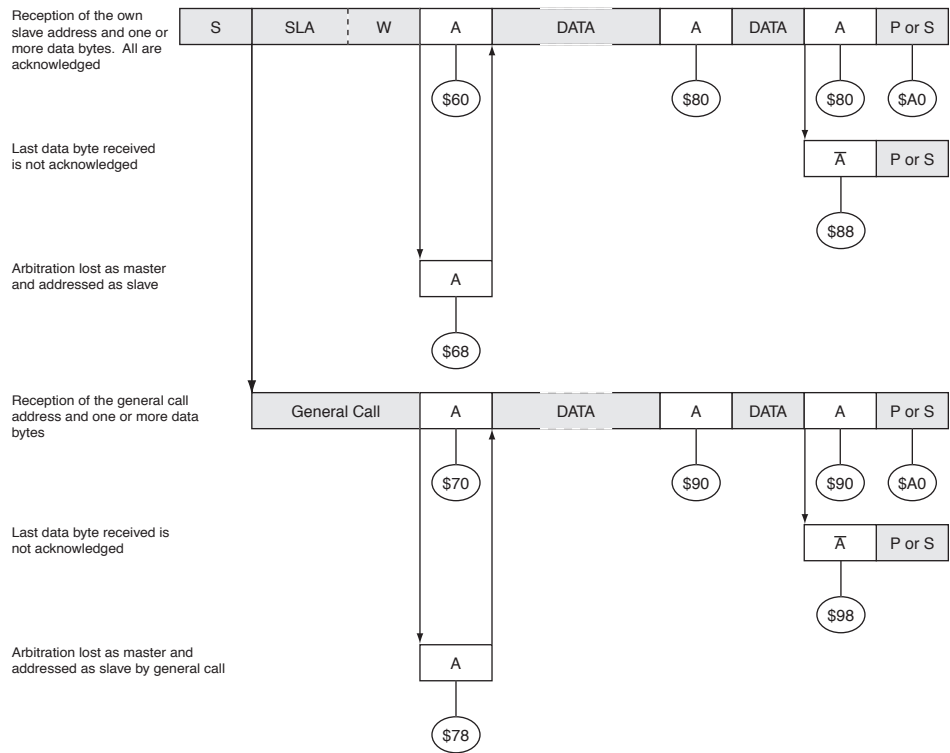 Reception of the own
slave address and one or
more data bytes. All are
acknowledged
S SLA W A DATA A DATA A P or S
$60 $80 $80 $A0
Last data byte received
is not acknowledged
A̅ P or S
$88
Arbitration lost as master
and addressed as slave
A
$68
Reception of the general call
address and one or more data
bytes
General Call A DATA A DATA A P or S
$70 $90 $90 $A0
Last data byte received is
not acknowledged
A̅ P or S
$98
Arbitration lost as master and
addressed as slave by general call
A
$78